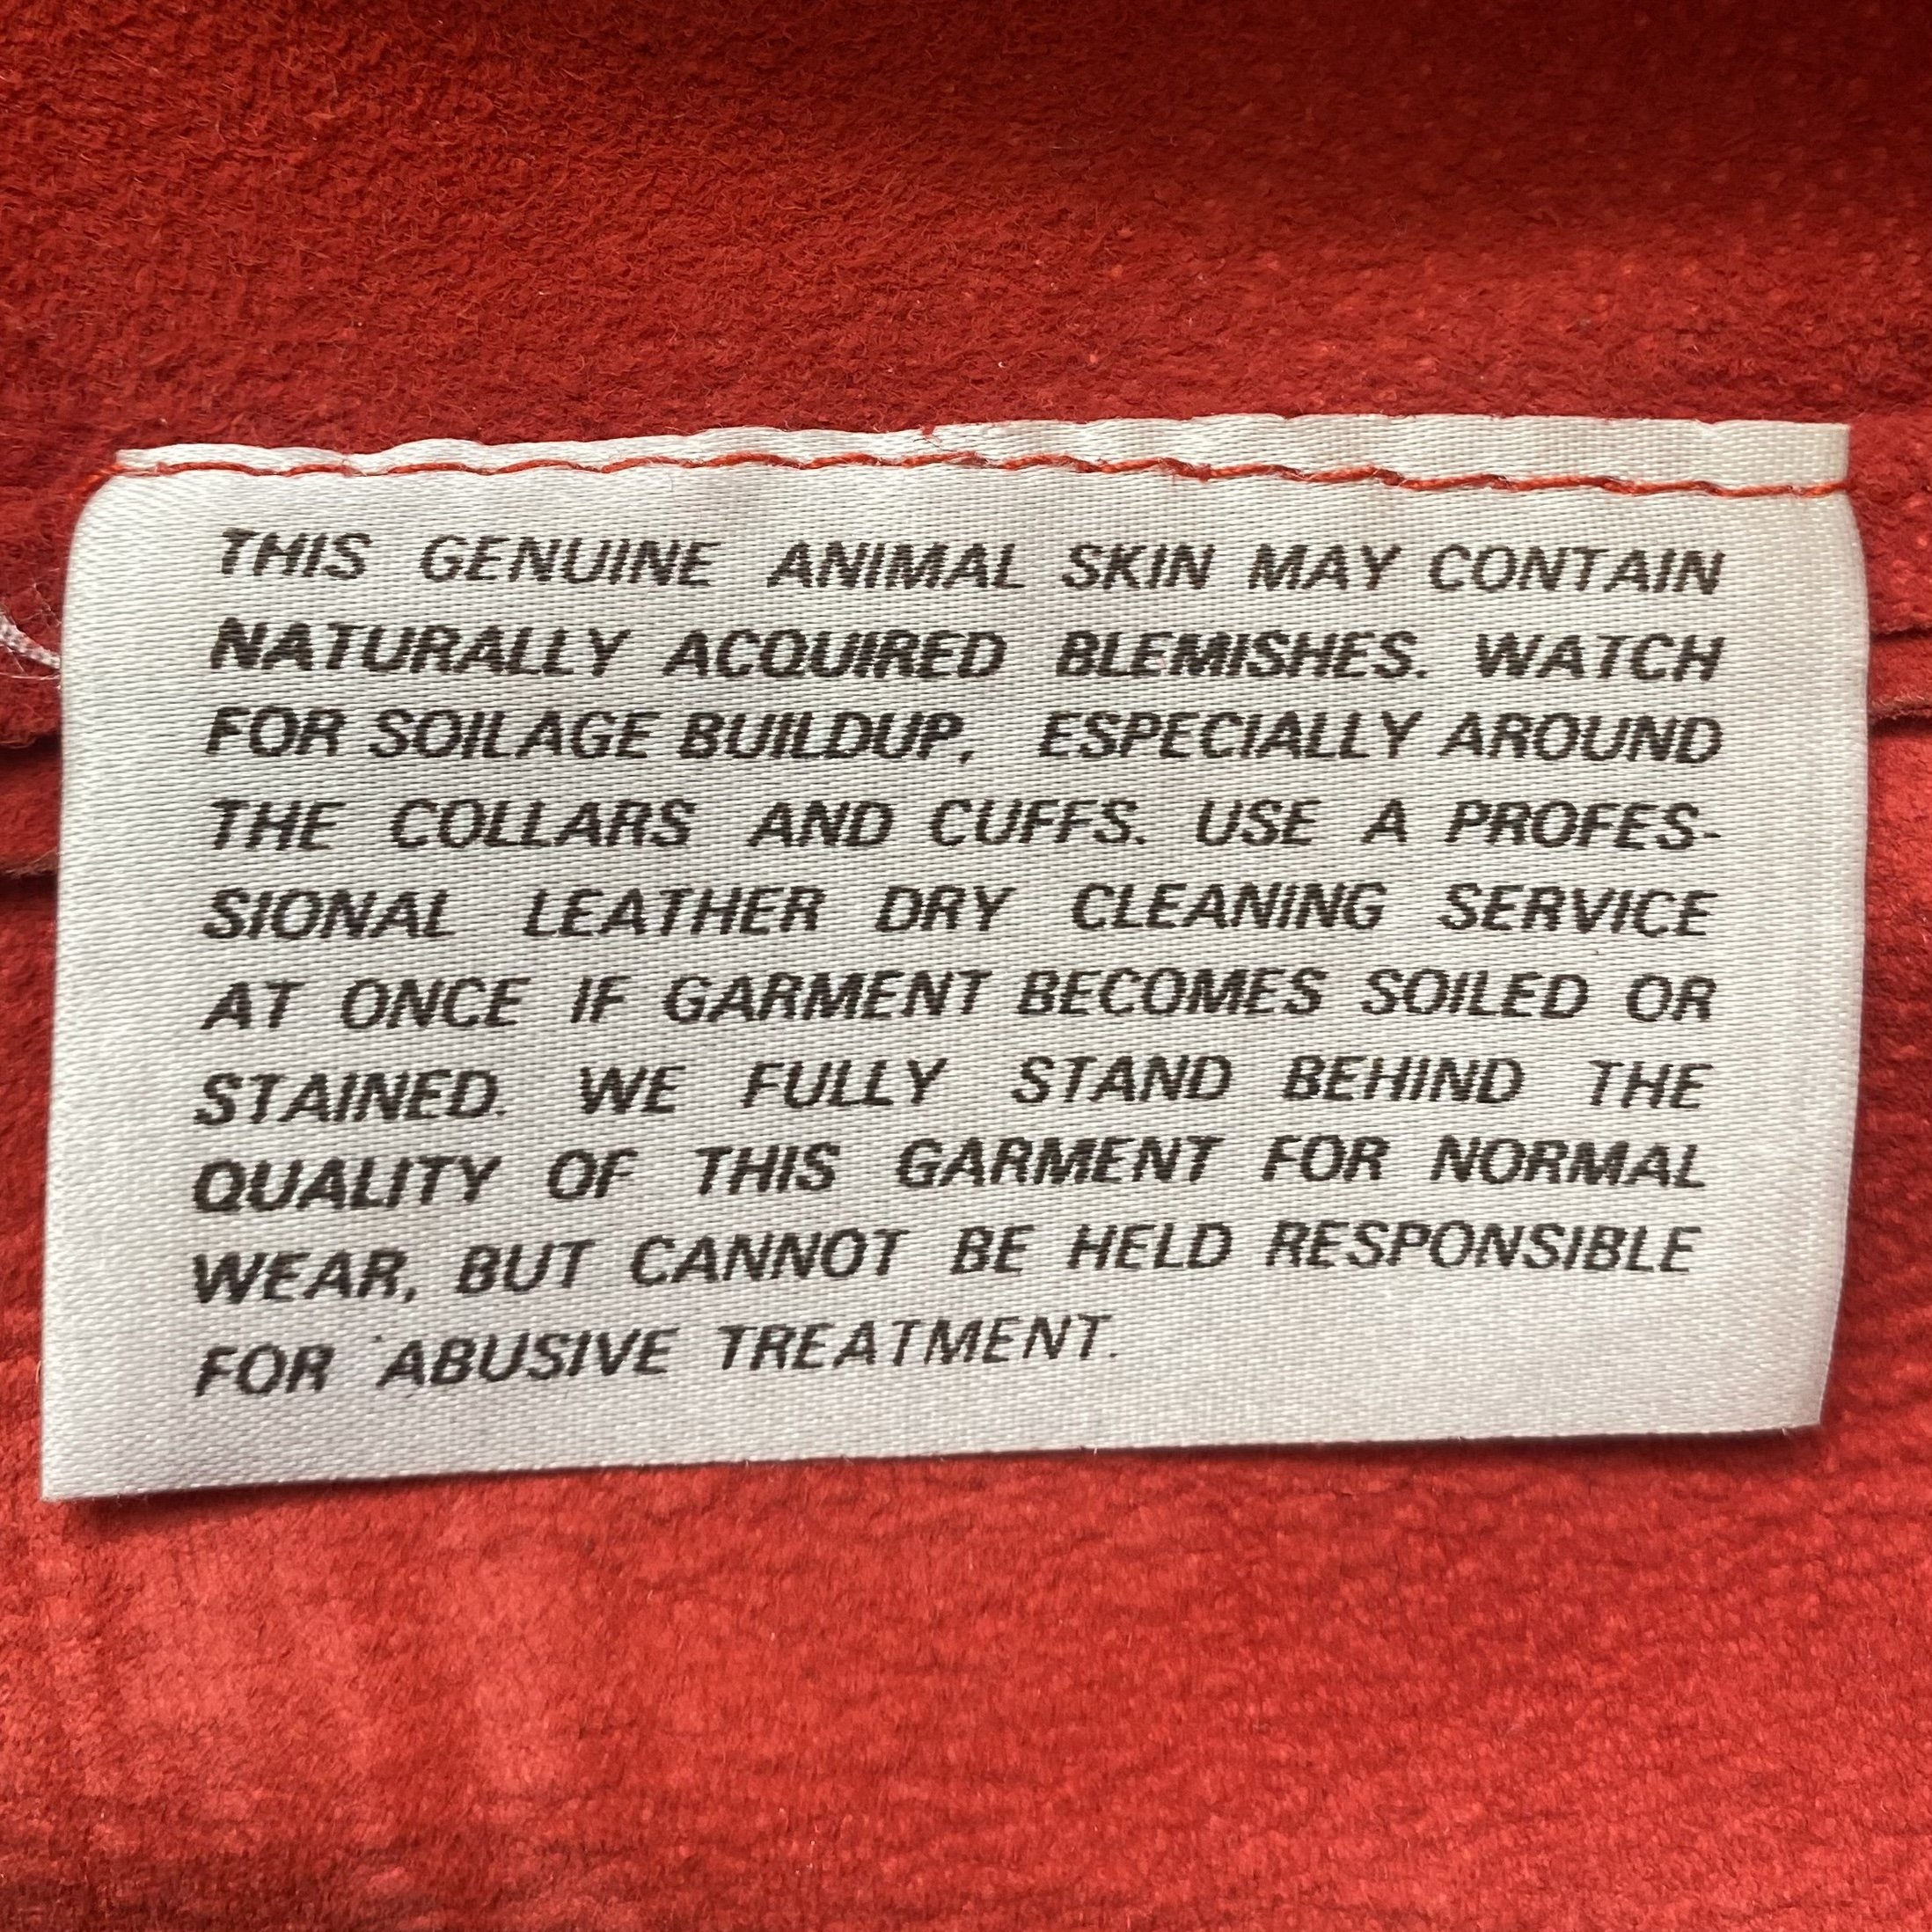 THIS GENUINE ANIMAL SKIN MAY CONTAIN
NATURALLY ACQUIRED BLEMISHES. WATCH
FOR SOILAGE BUILDUP, ESPECIALLY AROUND
THE COLLARS AND CUFFS. USE A PROFES-
SIONAL LEATHER DRY CLEANING SERVICE
AT ONCE IF GARMENT BECOMES SOILED OR
STAINED. WE FULLY STAND BEHIND THE
QUALITY OF THIS GARMENT FOR NORMAL
WEAR, BUT CANNOT BE HELD RESPONSIBLE
FOR ABUSIVE TREATMENT.